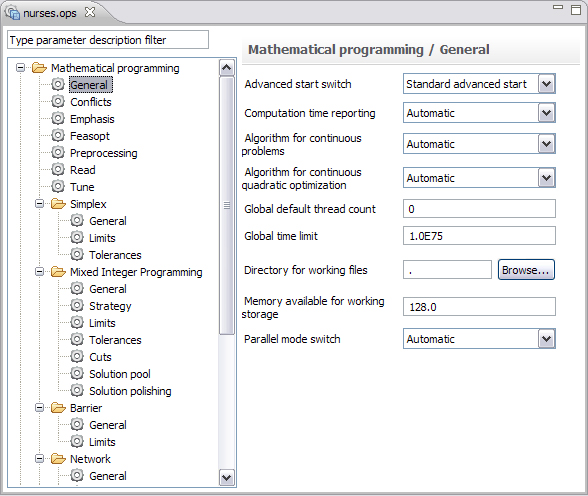 nurses.ops
Type parameter description filter
Mathematical programming
General
Conflicts
Emphasis
Feasopt
Preprocessing
Read
Tune
Simplex
General
Limits
Tolerances
Mixed Integer Programming
General
Strategy
Limits
Tolerances
Cuts
Solution pool
Solution polishing
Barrier
General
Limits
Network
General
Mathematical programming / General
Advanced start switch Standard advanced start
Computation time reporting Automatic
Algorithm for continuous
problems Automatic
Algorithm for continuous
quadratic optimization Automatic
Global default thread count 0
Global time limit 1.0E75
Directory for working files . Browse...
Memory available for working
storage 128.0
Parallel mode switch Automatic